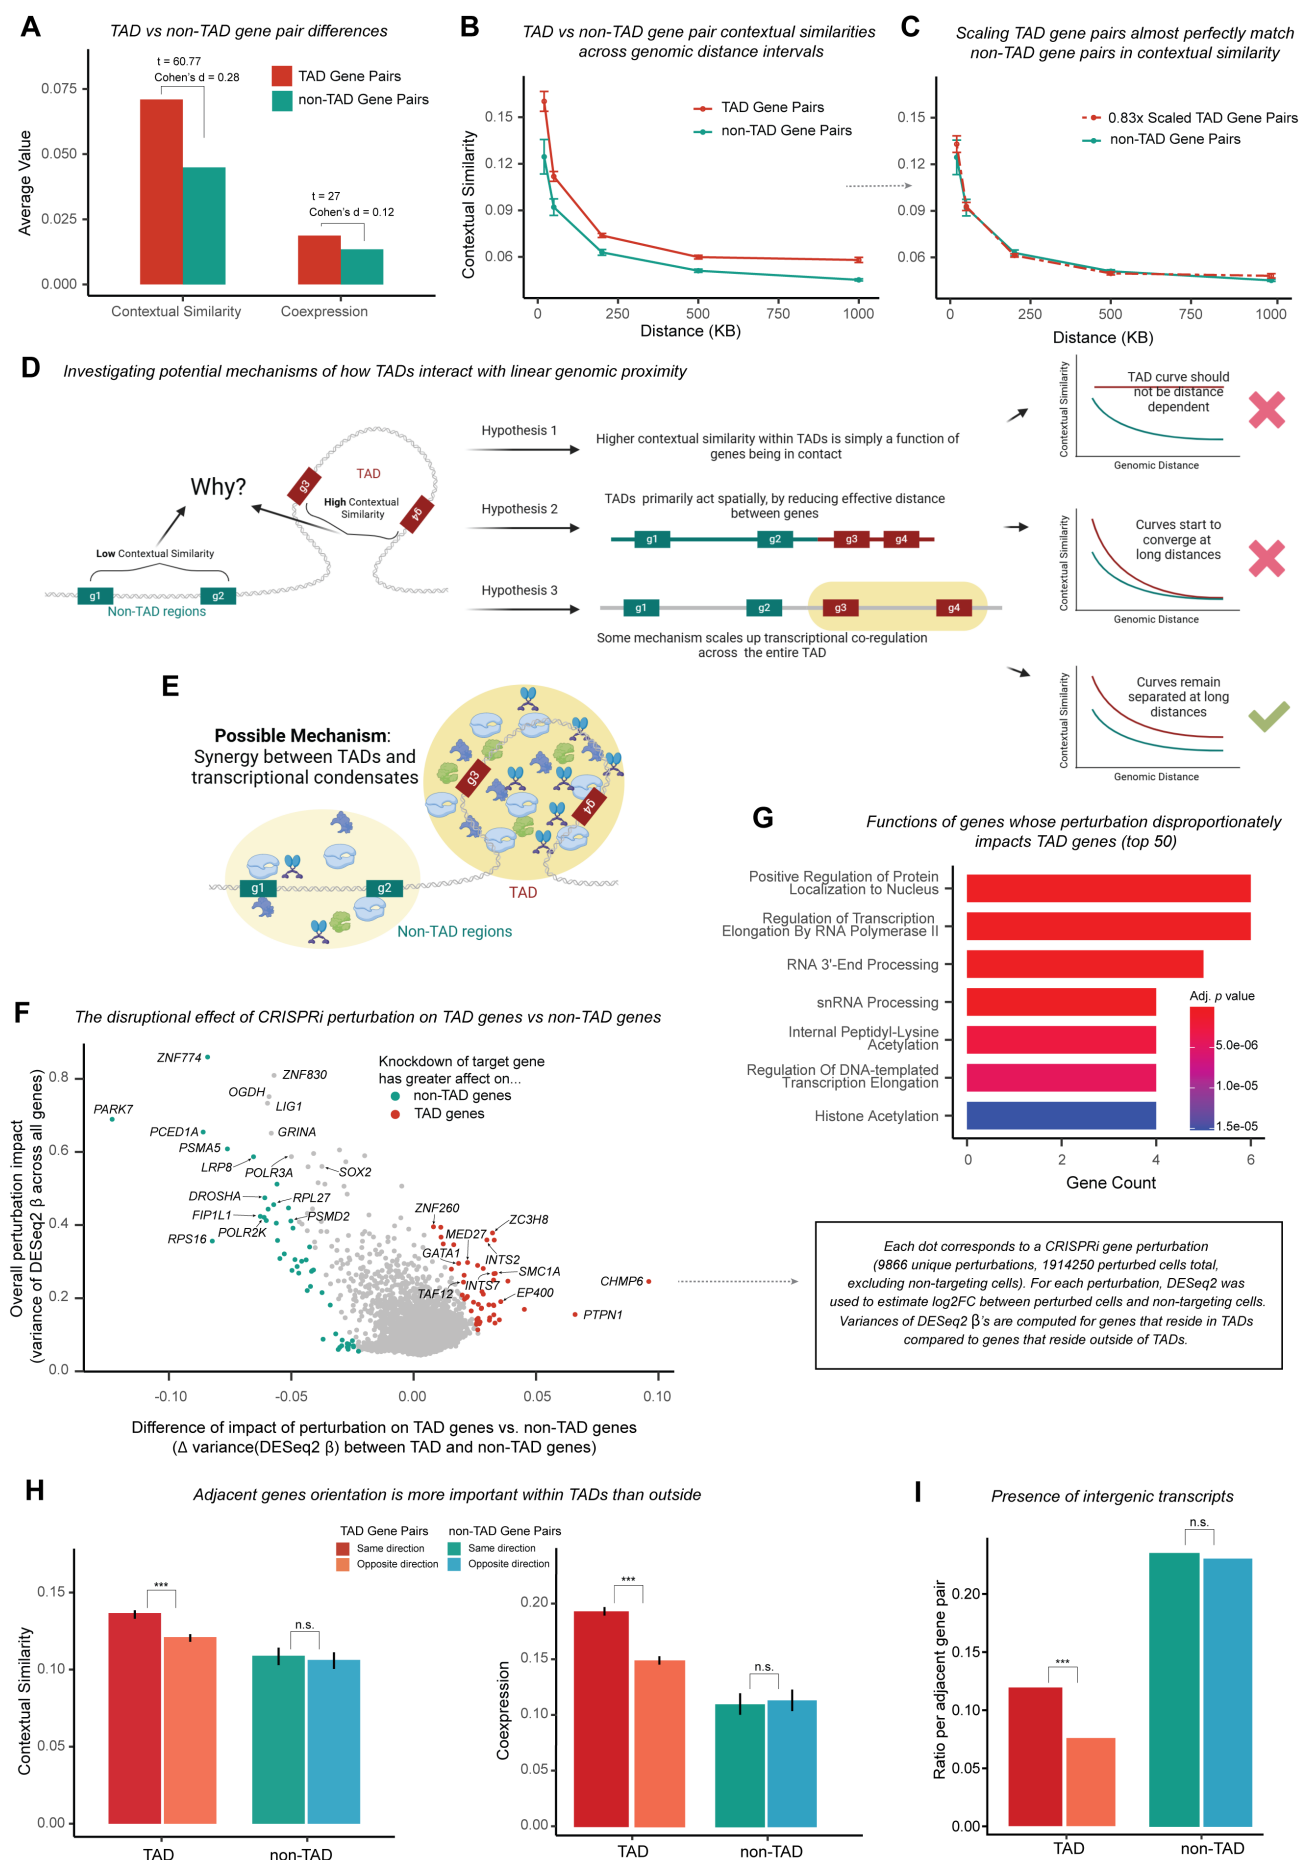 A
TAD vs non-TAD gene pair differences
t = 60.77
Cohen's d = 0.28
TAD Gene Pairs
non-TAD Gene Pairs
t = 27
Cohen's d = 0.12
Average Value
0.075
0.050
0.025
0.000
Contextual Similarity
Coexpression
B
TAD vs non-TAD gene pair contextual similarities
across genomic distance intervals
TAD Gene Pairs
non-TAD Gene Pairs
Contextual Similarity
0.15
0.12
0.09
0.06
0
250
500
750
1000
Distance (KB)
C
Scaling TAD gene pairs almost perfectly match
non-TAD gene pairs in contextual similarity
0.83x Scaled TAD Gene Pairs
non-TAD Gene Pairs
0.15
0.12
0.09
0.06
0
250
500
750
1000
Distance (KB)
D
Investigating potential mechanisms of how TADs interact with linear genomic proximity
Why?
Low Contextual Similarity
g1
g2
Non-TAD regions
TAD
g3
g4
High Contextual
Similarity
Hypothesis 1
Higher contextual similarity within TADs is simply a function of
genes being in contact
Hypothesis 2
TADs primarily act spatially, by reducing effective distance
between genes
g1
g2
g3
g4
Hypothesis 3
g1
g2
g3
g4
Some mechanism scales up transcriptional co-regulation
across the entire TAD
Contextual Similarity
TAD curve should
not be distance
dependent
Genomic Distance
Contextual Similarity
Curves start to
converge at
long distances
Genomic Distance
Contextual Similarity
Curves remain
separated at long
distances
Genomic Distance
E
Possible Mechanism:
Synergy between TADs and
transcriptional condensates
g3
g4
TAD
g1
g2
Non-TAD regions
G
Functions of genes whose perturbation disproportionately
impacts TAD genes (top 50)
Positive Regulation of Protein
Localization to Nucleus
Regulation of Transcription
Elongation By RNA Polymerase II
RNA 3'-End Processing
snRNA Processing
Internal Peptidyl-Lysine
Acetylation
Regulation Of DNA-templated
Transcription Elongation
Histone Acetylation
Adj. p value
5.0e-06
1.0e-05
1.5e-05
0
2
4
6
Gene Count
F
The disruptional effect of CRISPRi perturbation on TAD genes vs non-TAD genes
Overall perturbation impact
(variance of DESeq2 β across all genes)
0.8
0.6
0.4
0.2
0.0
Knockdown of target gene
has greater affect on...
non-TAD genes
TAD genes
ZNF774
ZNF830
OGDH
LIG1
PARK7
PCED1A
GRINA
PSMA5
LRP8
POLR3A
SOX2
DROSHA
RPL27
FIP1L1
PSMD2
POLR2K
RPS16
ZNF260
ZC3H8
MED27
GATA1
INTS2
SMC1A
TAF12
INTS7
EP400
CHMP6
PTPN1
-0.10
-0.05
0.00
0.05
0.10
Difference of impact of perturbation on TAD genes vs. non-TAD genes
(Δ variance(DESeq2 β) between TAD and non-TAD genes)
Each dot corresponds to a CRISPRi gene perturbation
(9866 unique perturbations, 1914250 perturbed cells total,
excluding non-targeting cells). For each perturbation, DESeq2 was
used to estimate log2FC between perturbed cells and non-targeting cells.
Variances of DESeq2 β's are computed for genes that reside in TADs
compared to genes that reside outside of TADs.
H
Adjacent genes orientation is more important within TADs than outside
TAD Gene Pairs
Same direction
Opposite direction
non-TAD Gene Pairs
Same direction
Opposite direction
Contextual Similarity
0.15
0.10
0.05
0.00
***
n.s.
TAD
non-TAD
Coexpression
0.20
0.15
0.10
0.05
0.00
***
n.s.
TAD
non-TAD
I
Presence of intergenic transcripts
Ratio per adjacent gene pair
0.20
0.15
0.10
0.05
0.00
***
n.s.
TAD
non-TAD